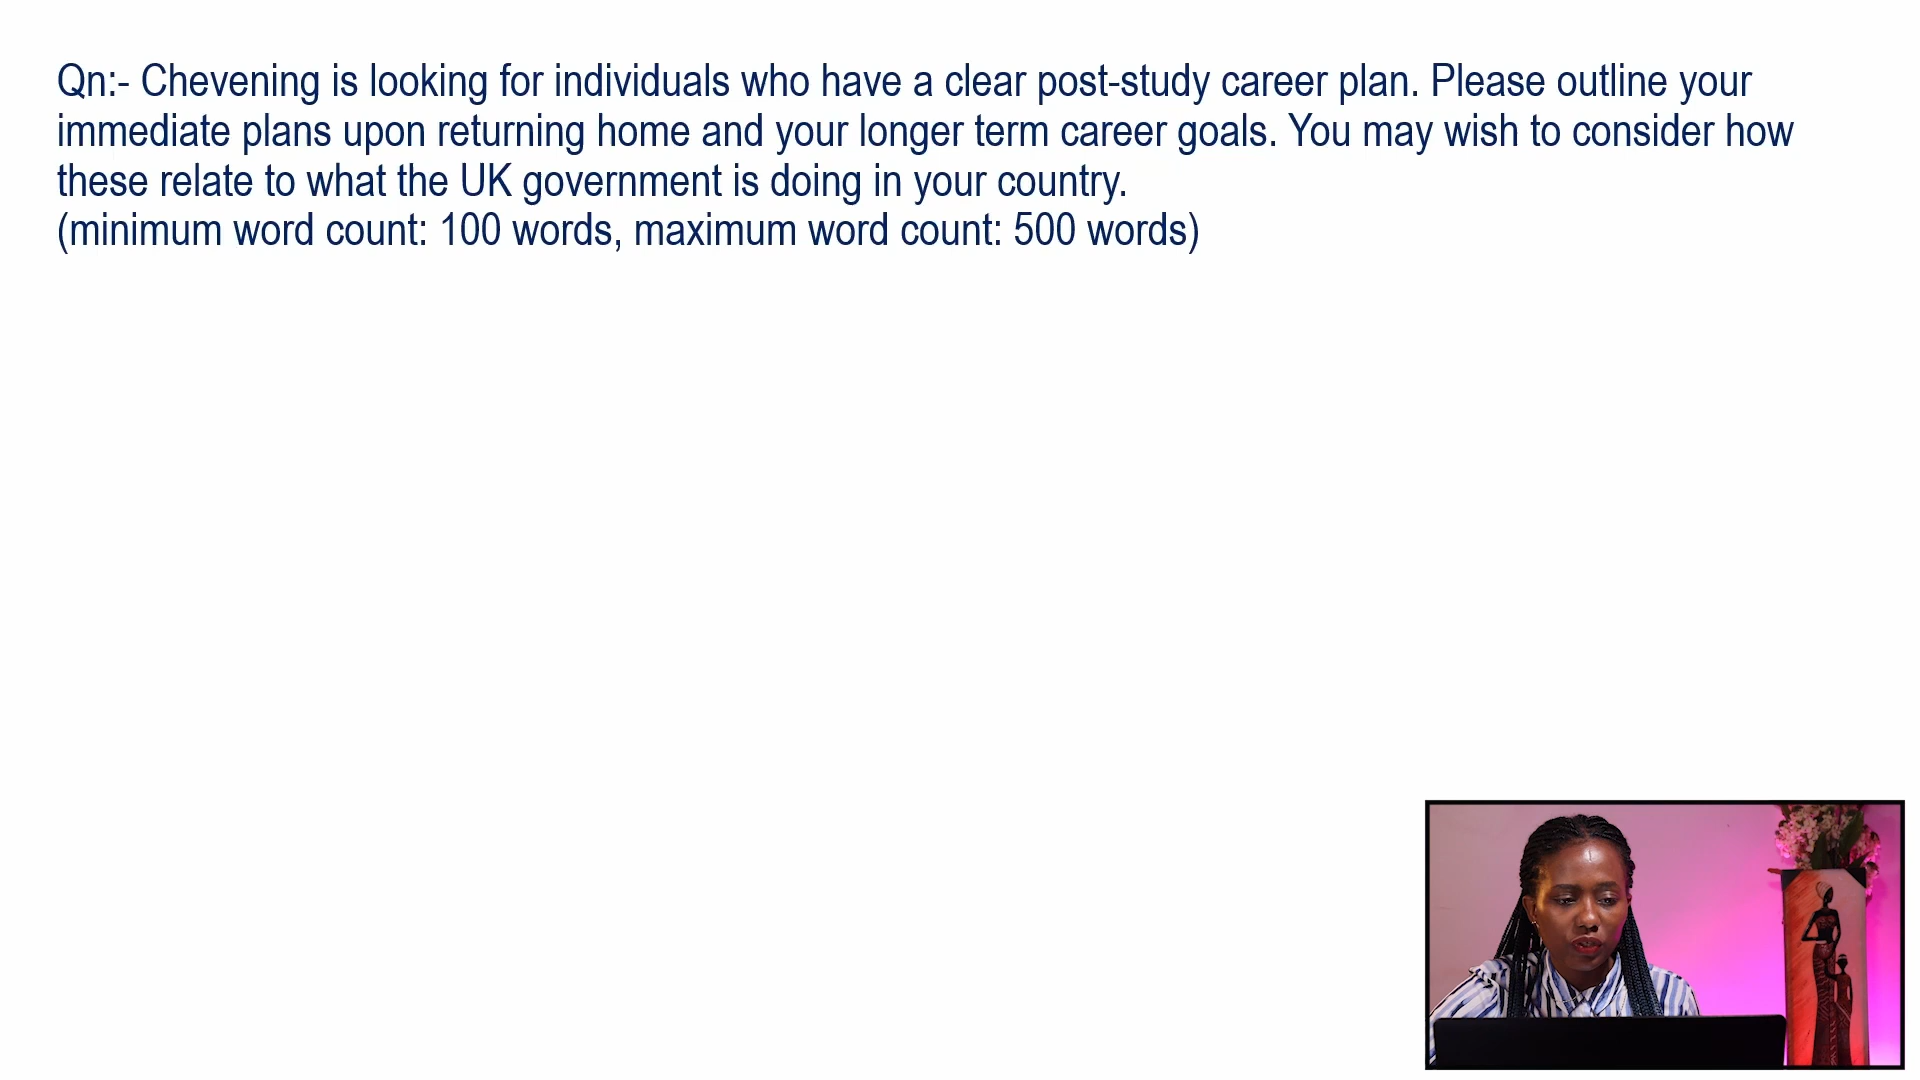 Qn:- Chevening is looking for individuals who have a clear post-study career plan. Please outline your
immediate plans upon returning home and your longer term career goals. You may wish to consider how
these relate to what the UK government is doing in your country.
(minimum word count: 100 words, maximum word count: 500 words)